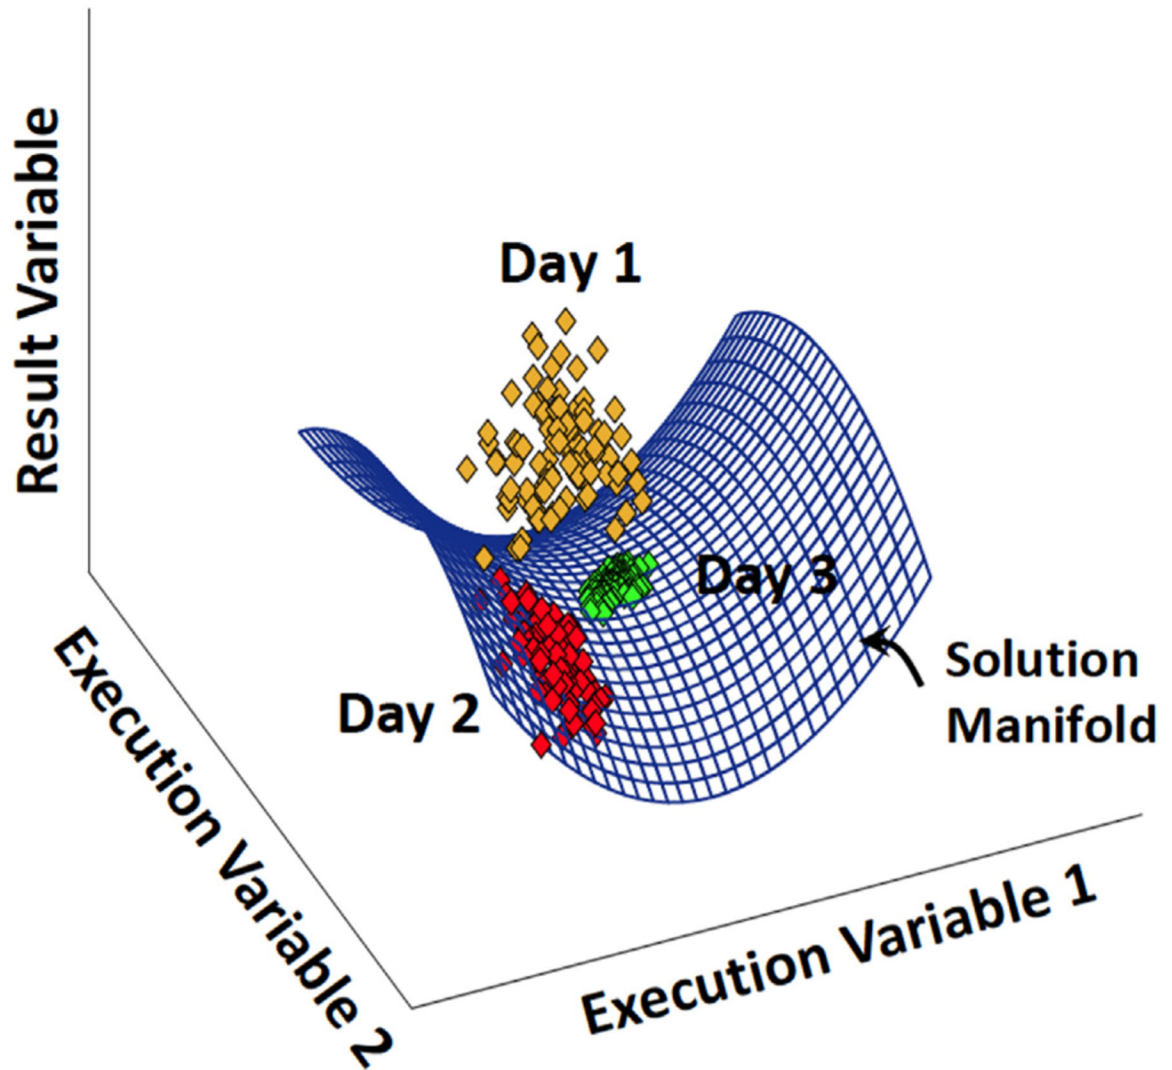 Result Variable
Day 1
Day 3
Solution
Manifold
Day 2
Execution Variable 2
Execution Variable 1